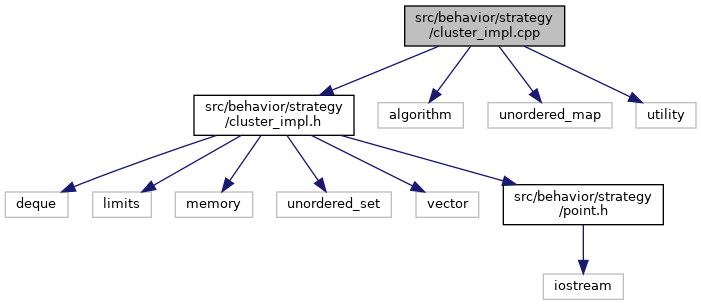 src/behavior/strategy
/cluster_impl.cpp
src/behavior/strategy
/cluster_impl.h
algorithm
unordered_map
utility
deque
limits
memory
unordered_set
vector
src/behavior/strategy
/point.h
iostream